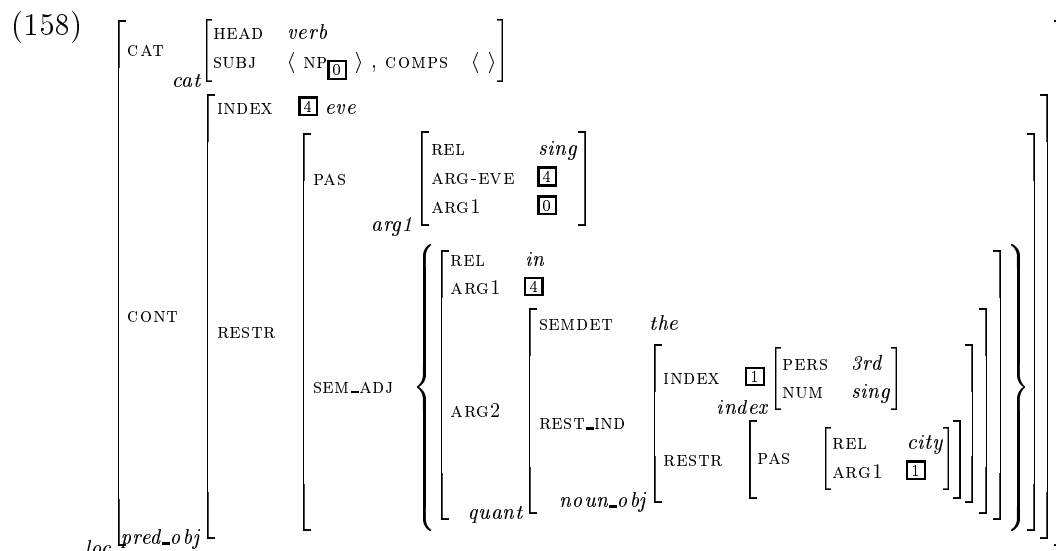 (158)
CAT
HEAD verb
SUBJ ⟨ NP0 ⟩ , COMPS ⟨ ⟩
cat
INDEX 4 eve
REL sing
PAS
ARG-EVE 4
ARG1 0
arg1
REL in
ARG1 4
CONT
RESTR
SEMDET the
SEM_ADJ
INDEX 1
PERS 3rd
NUM sing
index
ARG2
REST_IND
RESTR
PAS
REL city
ARG1 1
quant
noun_obj
pred_obj
loc